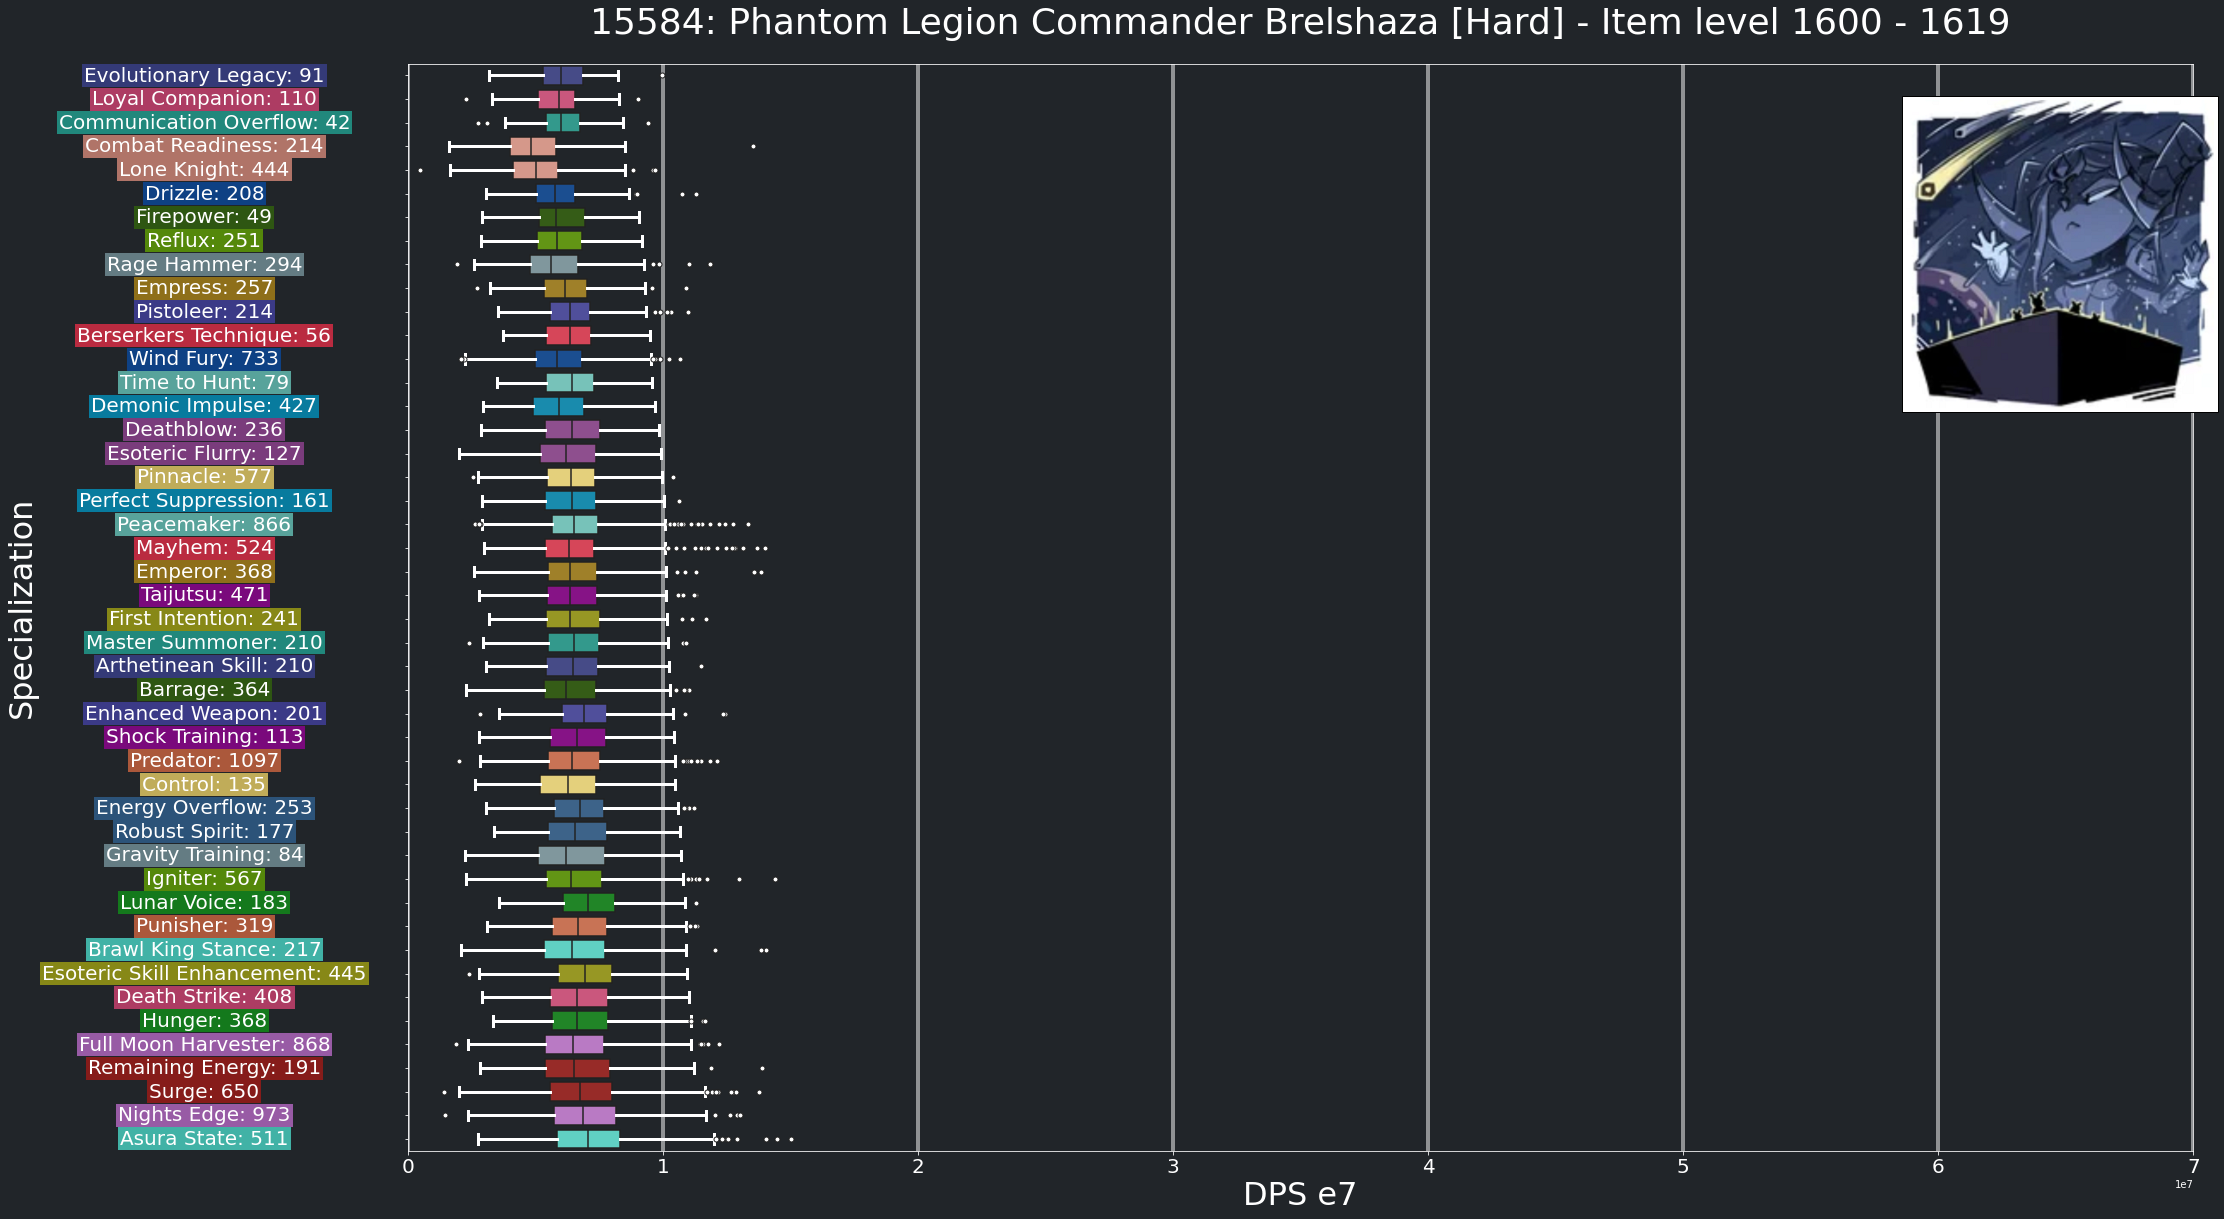 15584: Phantom Legion Commander Brelshaza [Hard] - Item level 1600 - 1619
Specialization
Evolutionary Legacy: 91
Loyal Companion: 110
Communication Overflow: 42
Combat Readiness: 214
Lone Knight: 444
Drizzle: 208
Firepower: 49
Reflux: 251
Rage Hammer: 294
Empress: 257
Pistoleer: 214
Berserkers Technique: 56
Wind Fury: 733
Time to Hunt: 79
Demonic Impulse: 427
Deathblow: 236
Esoteric Flurry: 127
Pinnacle: 577
Perfect Suppression: 161
Peacemaker: 866
Mayhem: 524
Emperor: 368
Taijutsu: 471
First Intention: 241
Master Summoner: 210
Arthetinean Skill: 210
Barrage: 364
Enhanced Weapon: 201
Shock Training: 113
Predator: 1097
Control: 135
Energy Overflow: 253
Robust Spirit: 177
Gravity Training: 84
Igniter: 567
Lunar Voice: 183
Punisher: 319
Brawl King Stance: 217
Esoteric Skill Enhancement: 445
Death Strike: 408
Hunger: 368
Full Moon Harvester: 868
Remaining Energy: 191
Surge: 650
Nights Edge: 973
Asura State: 511
0 1 2 3 4 5 6 7
1e7
DPS e7